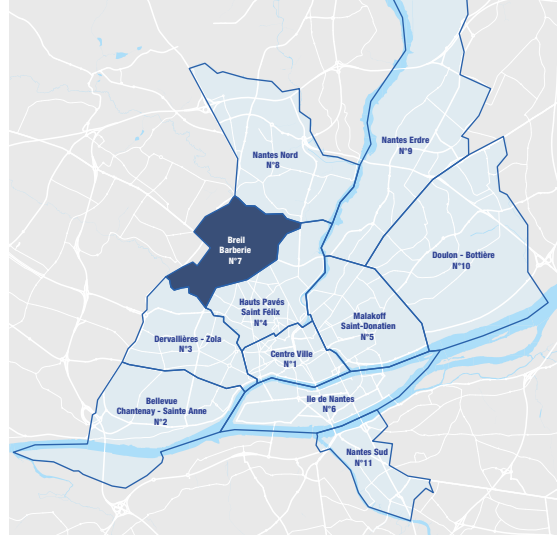 Nantes Erdre
N°9
Nantes Nord
N°8
Breil
Barberie
N°7
Doulon - Bottière
N°10
Hauts Pavés
Saint Félix
N°4
Malakoff
Saint-Donatien
N°5
Dervallières - Zola
N°3
Centre Ville
N°1
Bellevue
Chantenay - Sainte Anne
N°2
Ile de Nantes
N°6
Nantes Sud
N°11